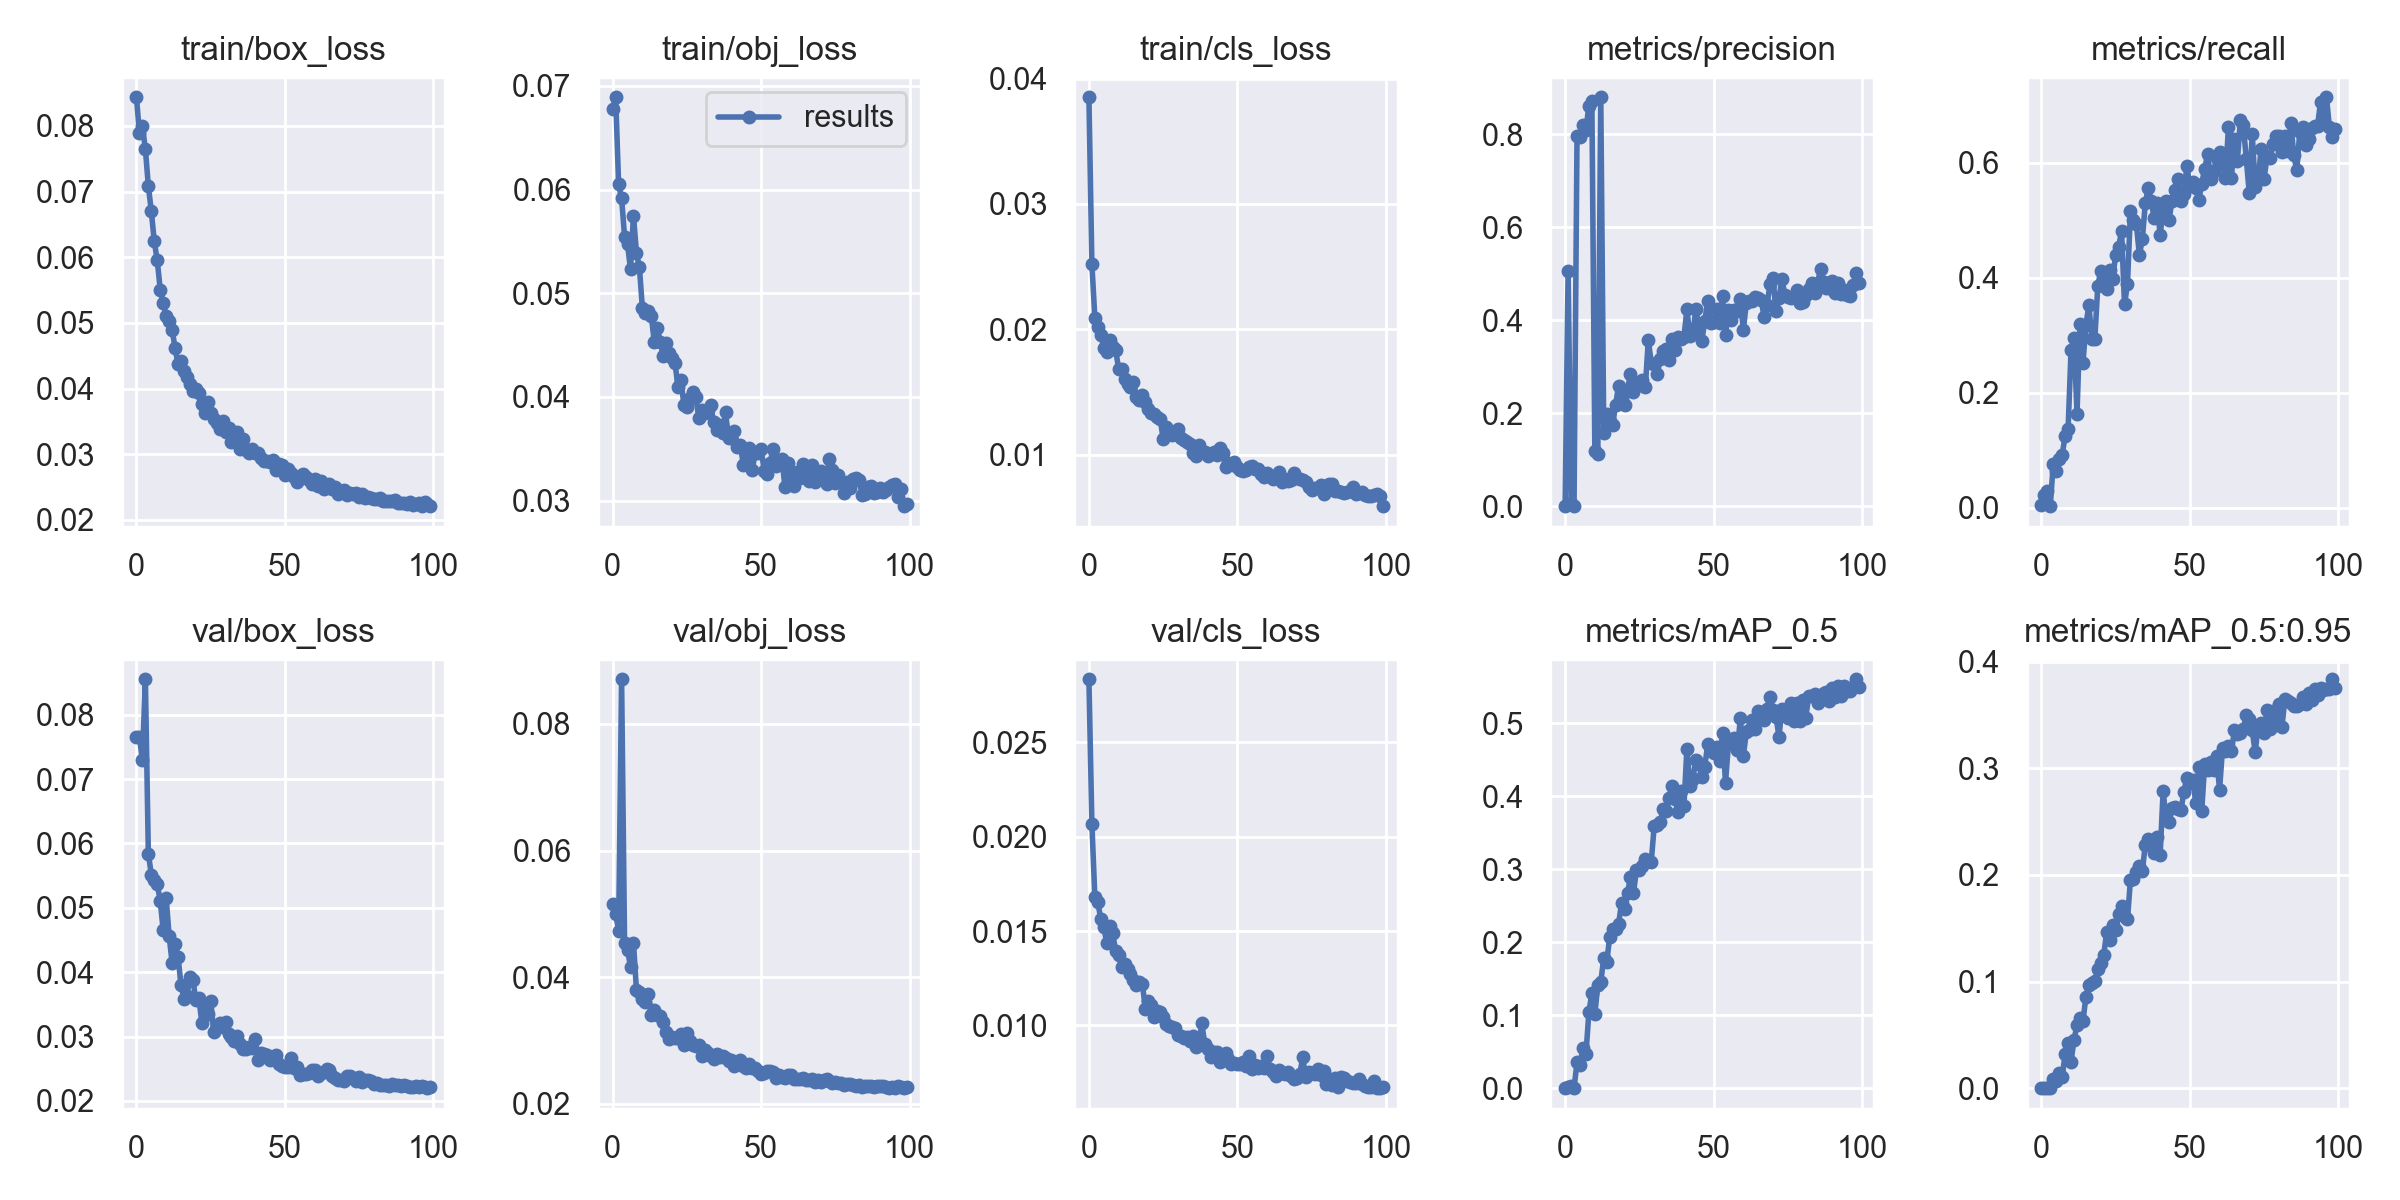 train/box_loss
0.08
0.07
0.06
0.05
0.04
0.03
0.02
0 50 100
train/obj_loss
results
0.07
0.06
0.05
0.04
0.03
0 50 100
train/cls_loss
0.04
0.03
0.02
0.01
0 50 100
metrics/precision
0.8
0.6
0.4
0.2
0.0
0 50 100
metrics/recall
0.6
0.4
0.2
0.0
0 50 100
val/box_loss
0.08
0.07
0.06
0.05
0.04
0.03
0.02
0 50 100
val/obj_loss
0.08
0.06
0.04
0.02
0 50 100
val/cls_loss
0.025
0.020
0.015
0.010
0 50 100
metrics/mAP_0.5
0.5
0.4
0.3
0.2
0.1
0.0
0 50 100
metrics/mAP_0.5:0.95
0.4
0.3
0.2
0.1
0.0
0 50 100